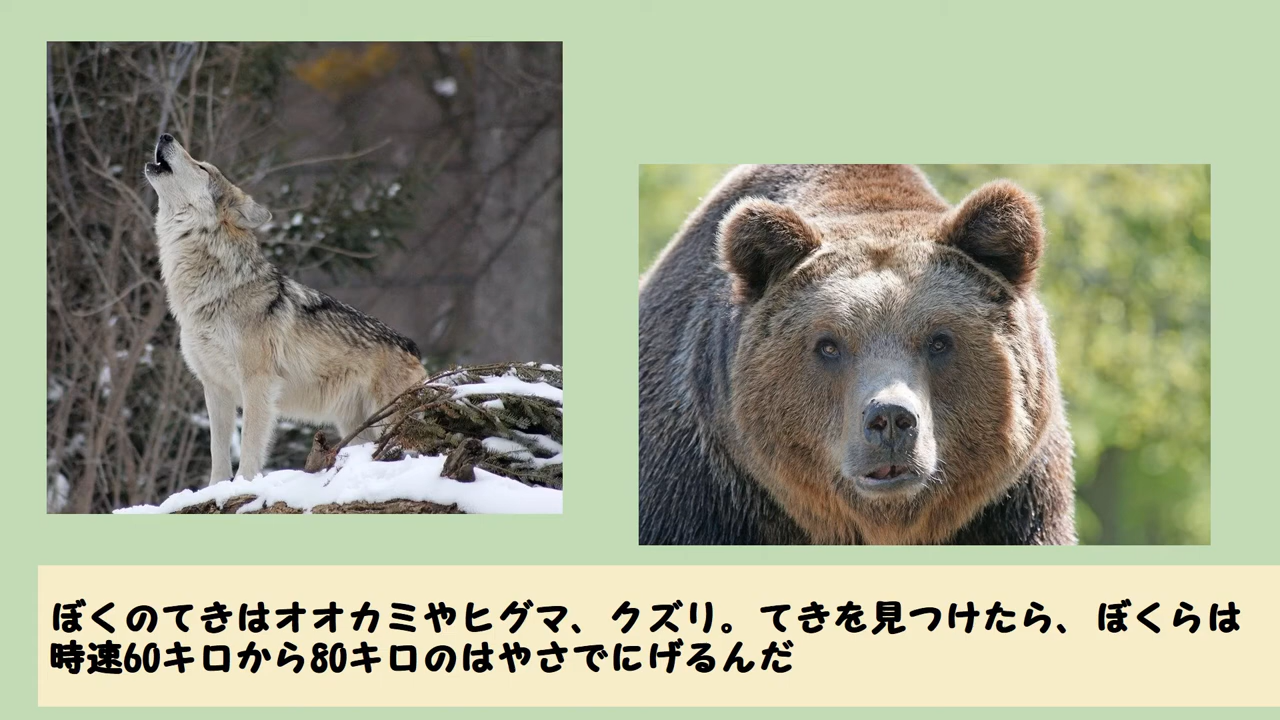 ぼくのてきはオオカミやヒグマ、クズリ。てきを見つけたら、ぼくらは
時速60キロから80キロのはやさでにげるんだ